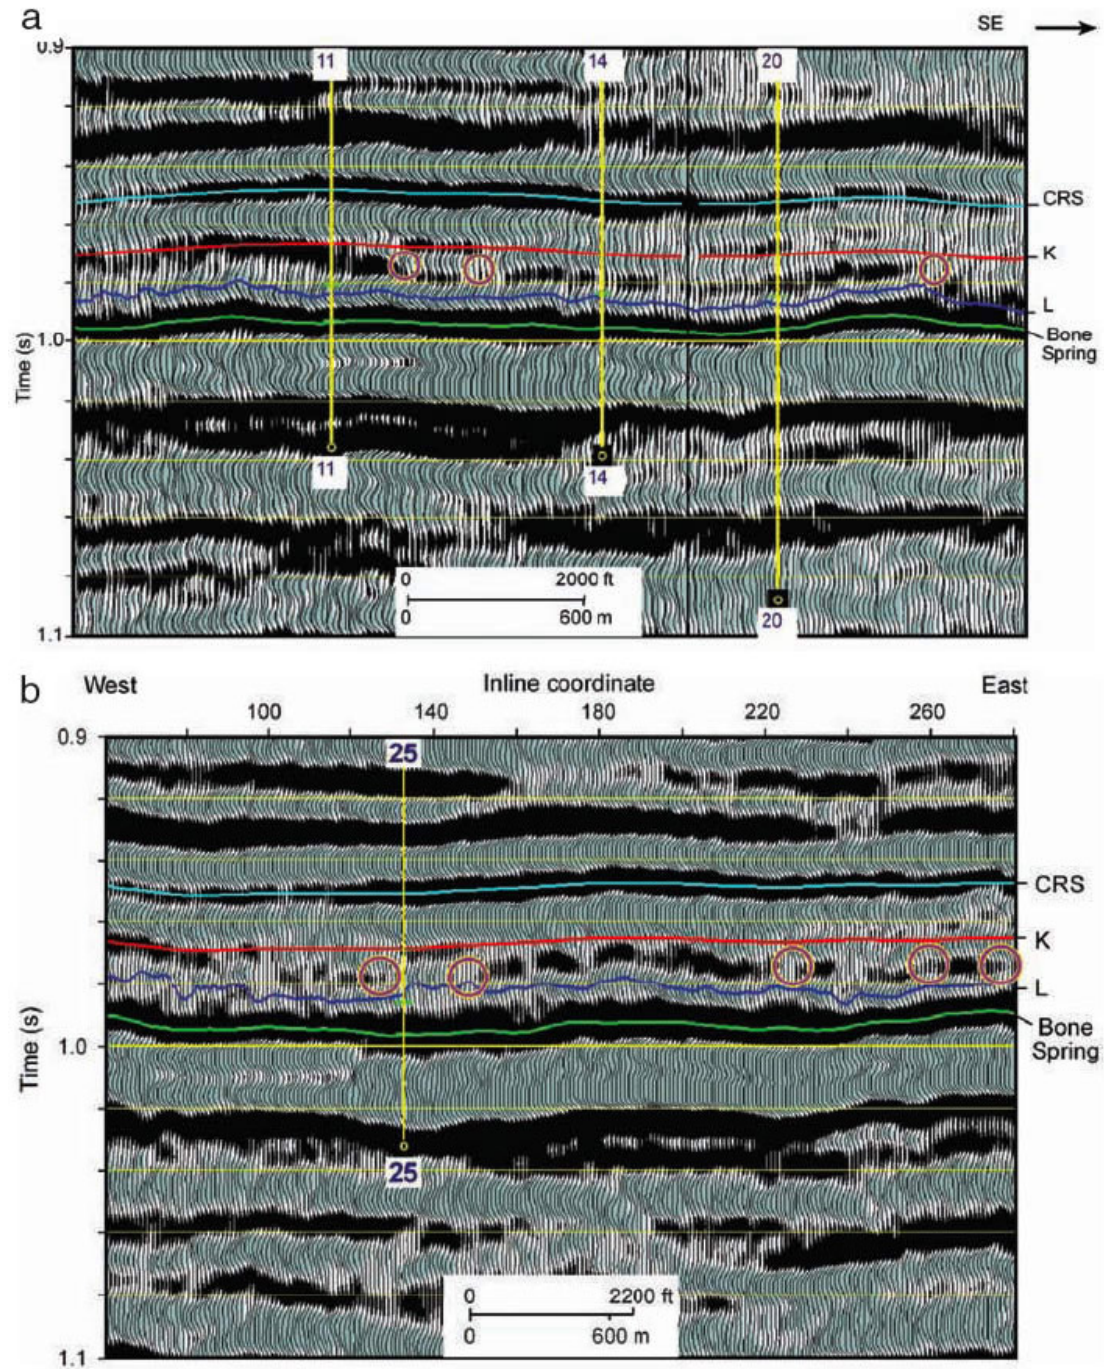 a
SE
0.9
11
14
20
CRS
K
L
1.0
Bone
Spring
Time (s)
11
14
0
2000 ft
0
600 m
20
1.1
b
West
Inline coordinate
East
100
140
180
220
260
0.9
25
CRS
K
L
Bone
Spring
1.0
Time (s)
25
0
2200 ft
0
600 m
1.1